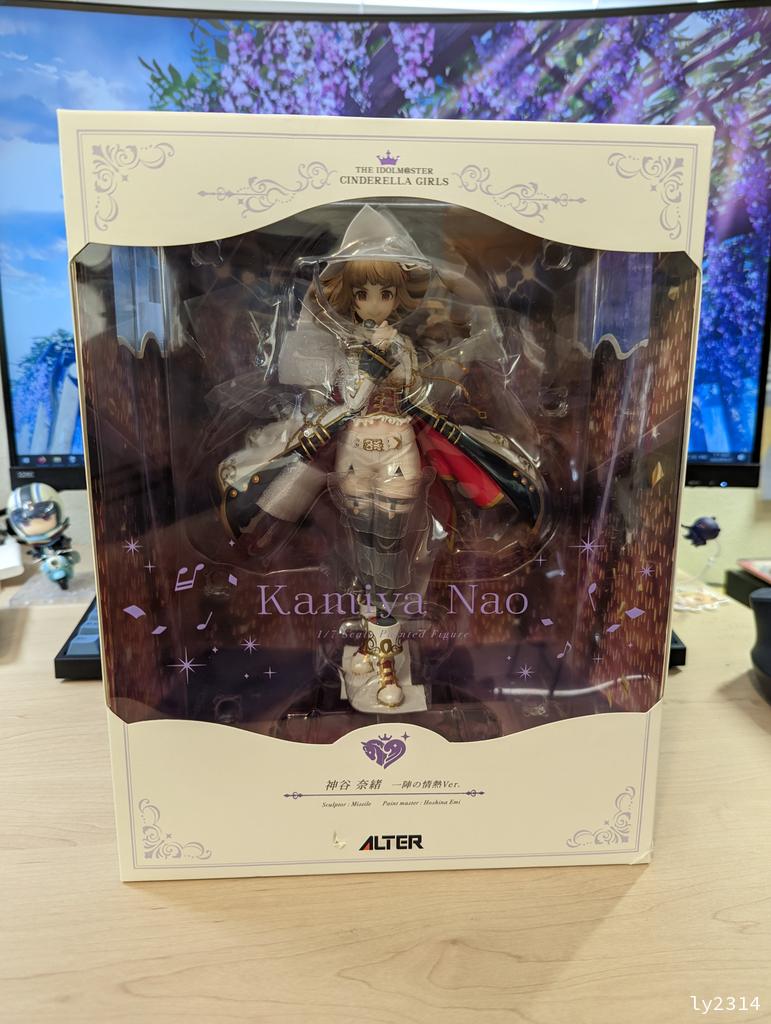 THE IDOLM@STER
CINDERELLA GIRLS
Kamiya Nao
1/7 Scale Painted Figure
神谷 奈緒 一陣の情熱Ver.
Sculptor : Missile Paint master : Hoshina Emi
ALTER
ly2314